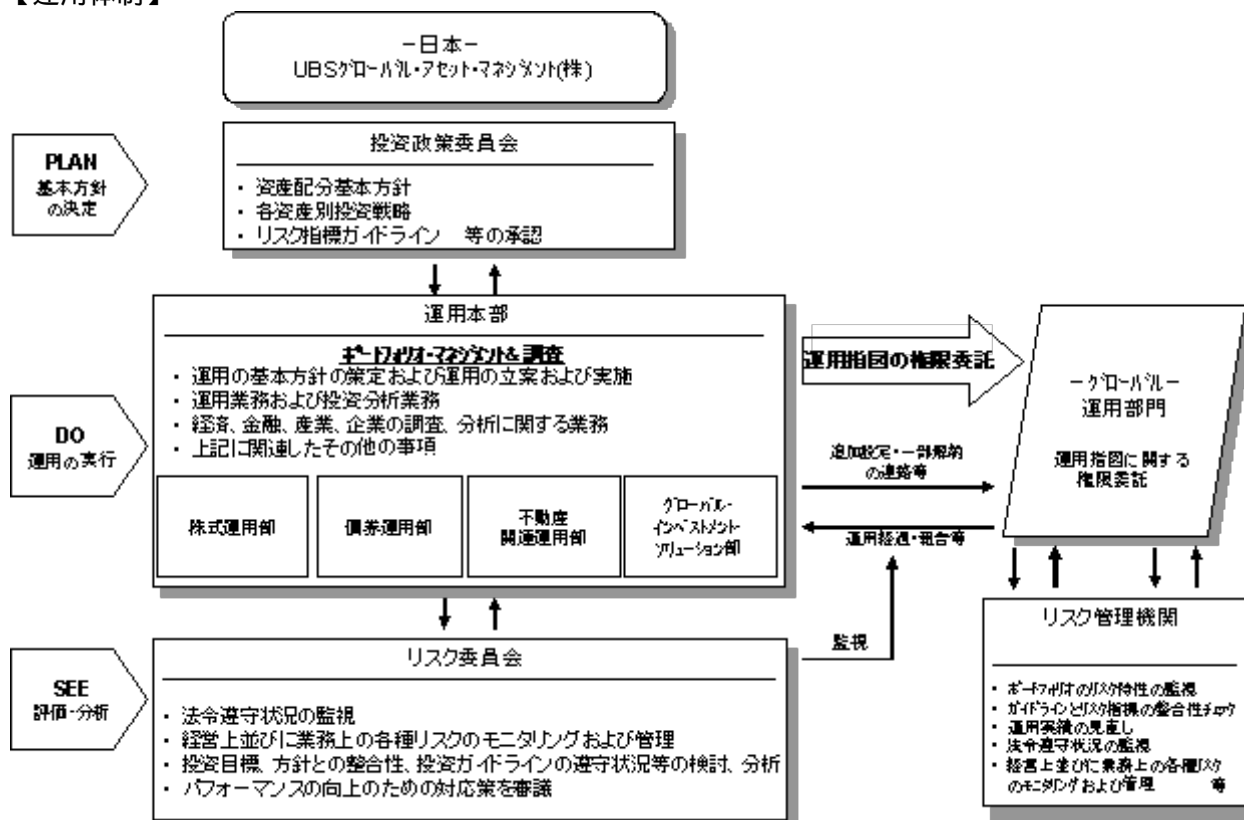 【運用体制】
－日本－
UBSグローバル・アセット・マネジメント(株)
PLAN
基本方針
の決定
投資政策委員会
・ 資産配分基本方針
・ 各資産別投資戦略
・ リスク指標ガイドライン 等の承認
運用本部
ポートフォリオ・マネジメント&調査
・ 運用の基本方針の策定および運用の立案および実施
・ 運用業務および投資分析業務
・ 経済、金融、産業、企業の調査、分析に関する業務
・ 上記に関連したその他の事項
DO
運用の実行
株式運用部
債券運用部
不動産
関連運用部
グローバル・
インベストメント・
ソリューション部
運用指図の権限委託
追加設定・一部解約
の連絡等
運用経過・報告等
－グローバル－
運用部門
運用指図に関する
権限委託
監視
SEE
評価・分析
リスク委員会
・ 法令遵守状況の監視
・ 経営上並びに業務上の各種リスクのモニタリングおよび管理
・ 投資目標、方針との整合性、投資ガイドラインの遵守状況等の検討、分析
・ パフォーマンスの向上のための対応策を審議
リスク管理機関
・ ポートフォリオのリスク特性の監視
・ ガイドラインとリスク指標の整合性チェック
・ 運用実績の見直し
・ 法令遵守状況の監視
・ 経営上並びに業務上の各種リスク
のモニタリングおよび管理 等